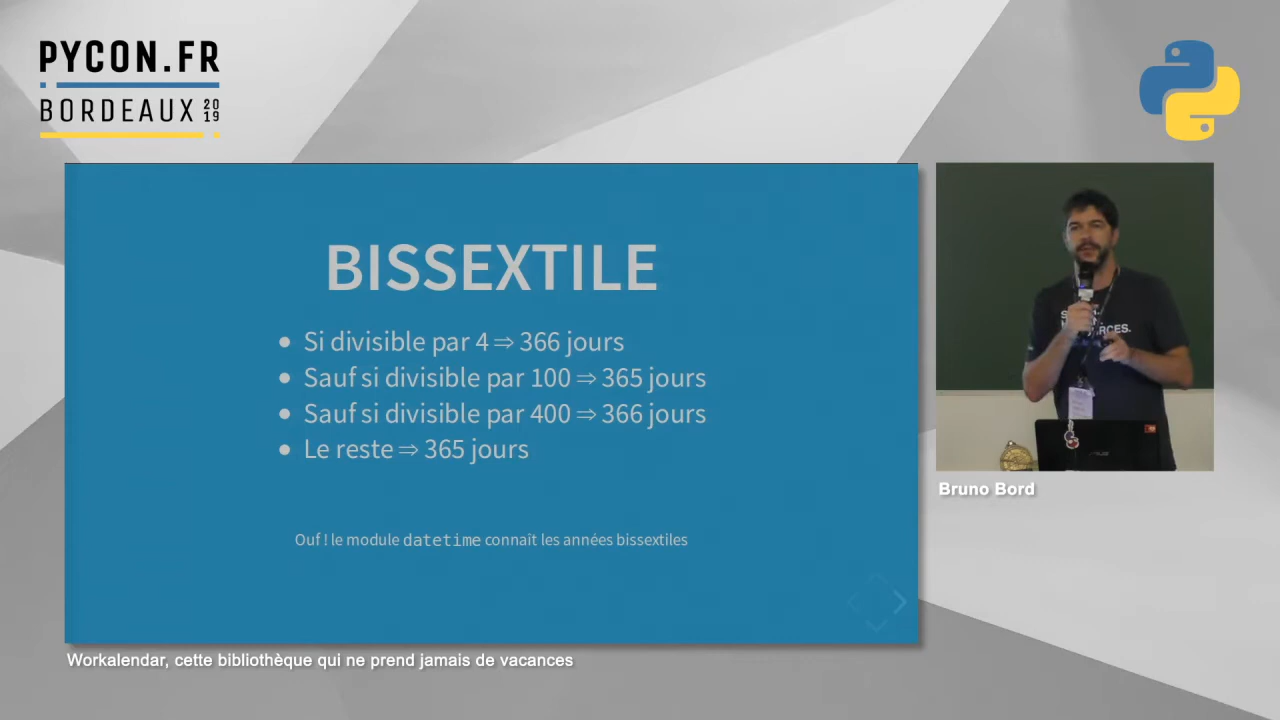 PYCON.FR
BORDEAUX 2019
BISSEXTILE
• Si divisible par 4 ⇒ 366 jours
• Sauf si divisible par 100 ⇒ 365 jours
• Sauf si divisible par 400 ⇒ 366 jours
• Le reste ⇒ 365 jours
Ouf ! le module datetime connaît les années bissextiles
Bruno Bord
Workalendar, cette bibliothèque qui ne prend jamais de vacances